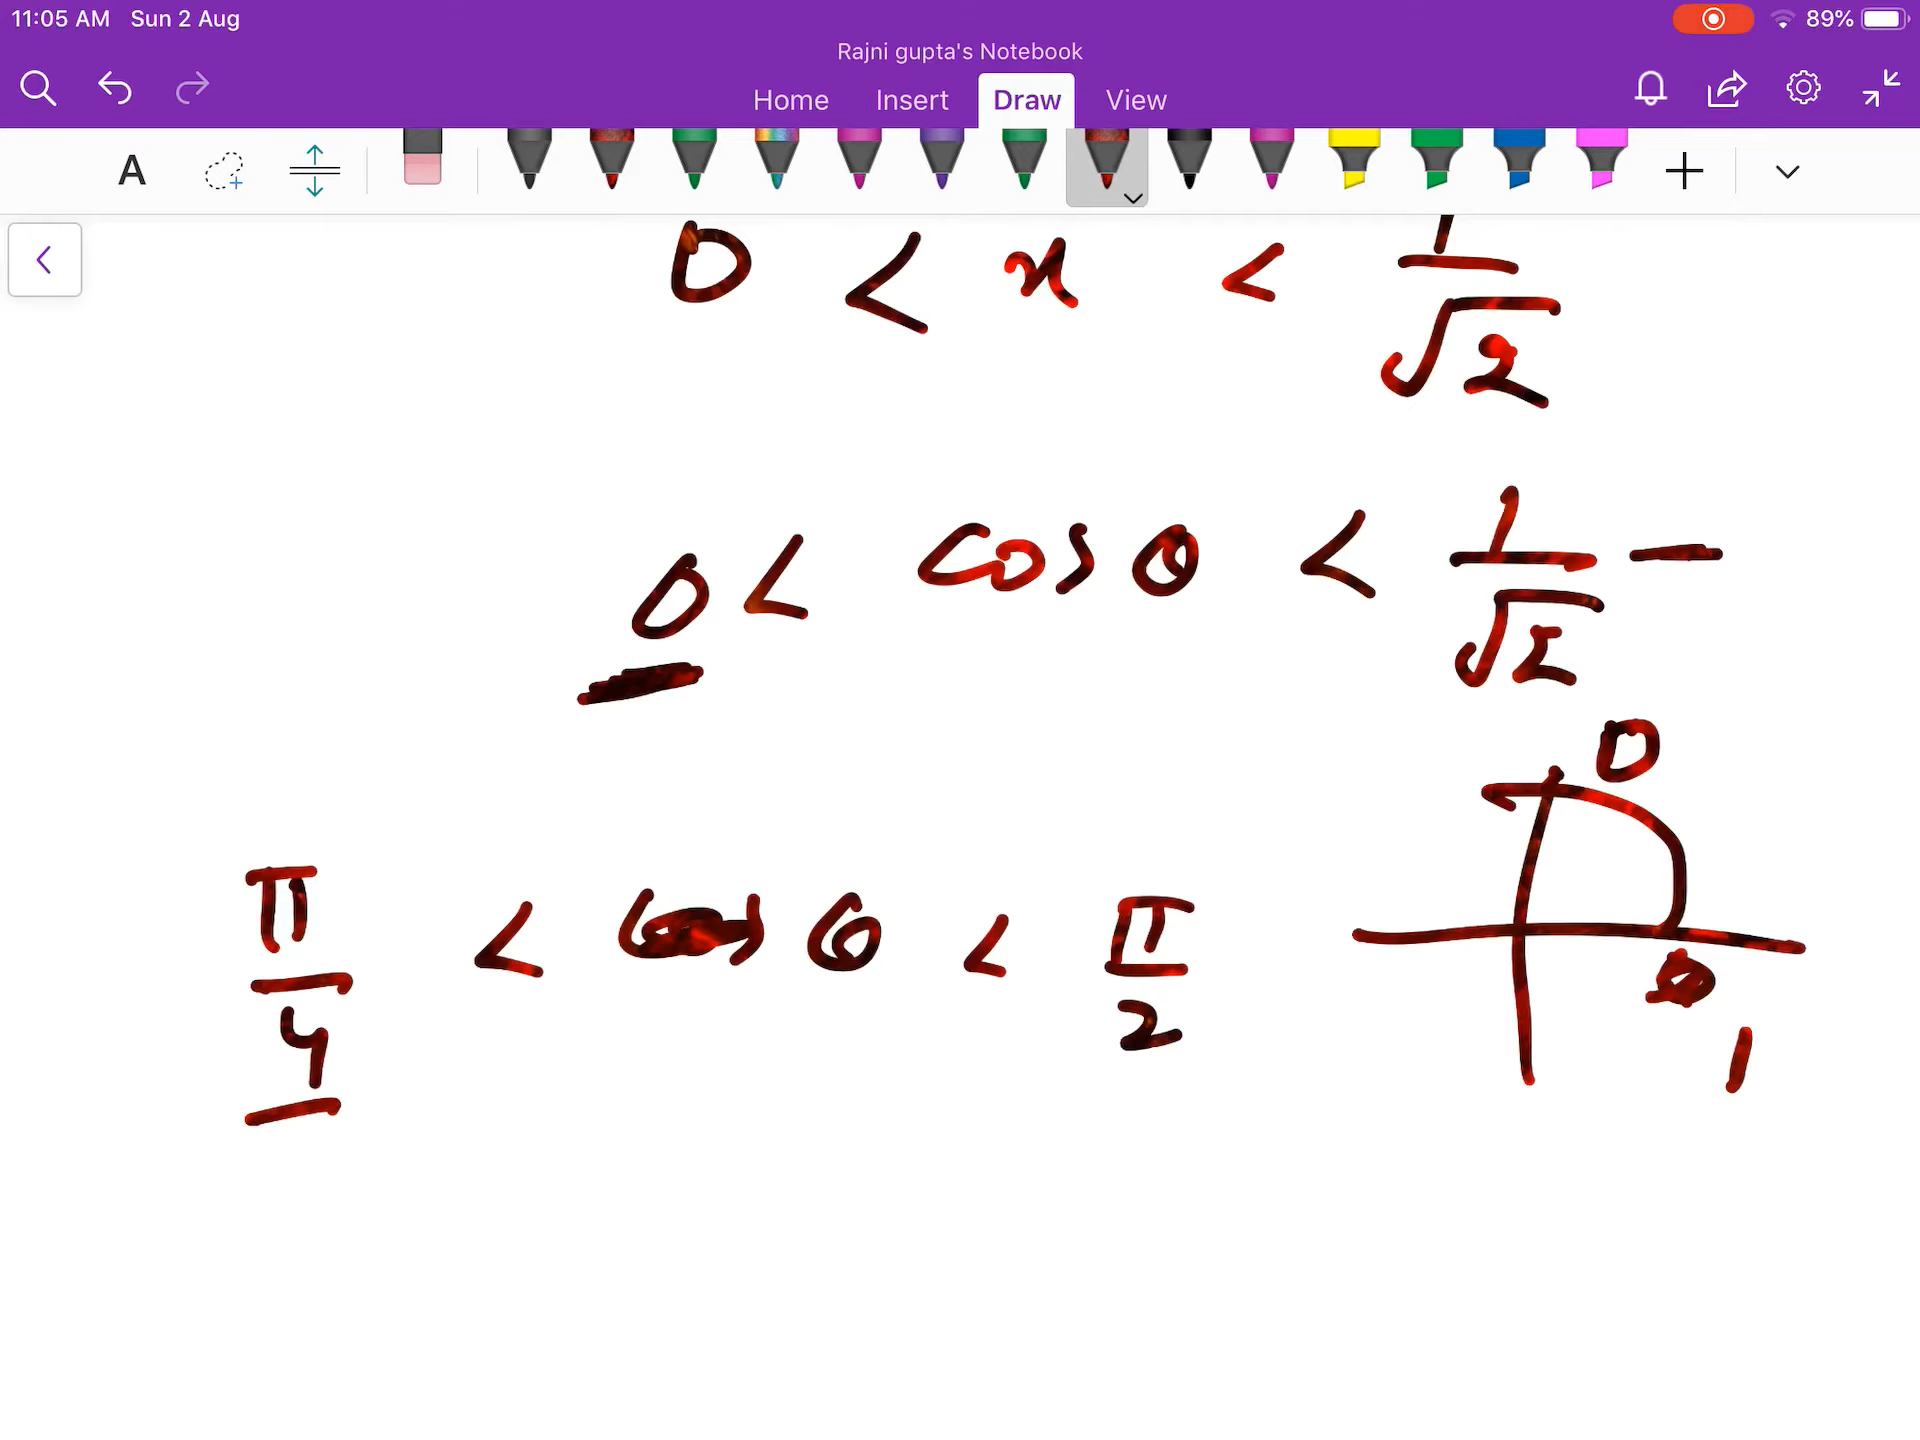 11:05 AM Sun 2 Aug 89%
Rajni gupta's Notebook
Home Insert Draw View
A
0 < x < 1/√2
0 < cos θ < 1/√2 —
0
π/4 < cos θ < π/2
1